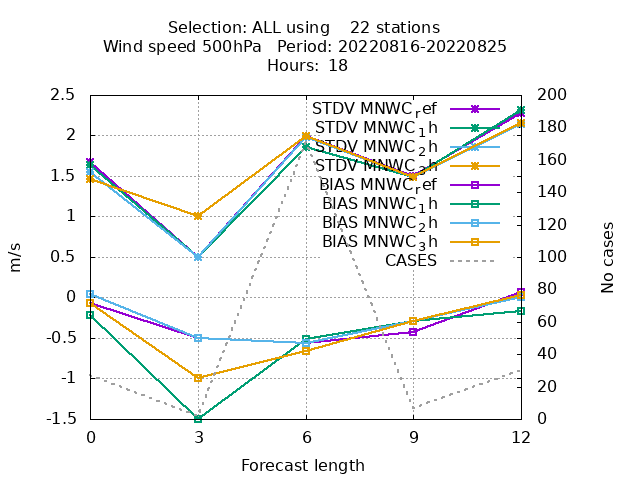 Selection: ALL using    22 stations
Wind speed 500hPa   Period: 20220816-20220825
Hours:  18
2.5
2
1.5
1
0.5
0
-0.5
-1
-1.5
m/s
STDV MNWC_ref
STDV MNWC_1h
STDV MNWC_2h
STDV MNWC_3h
BIAS MNWC_ref
BIAS MNWC_1h
BIAS MNWC_2h
BIAS MNWC_3h
CASES
200
180
160
140
120
100
80
60
40
20
0
No cases
0 3 6 9 12
Forecast length